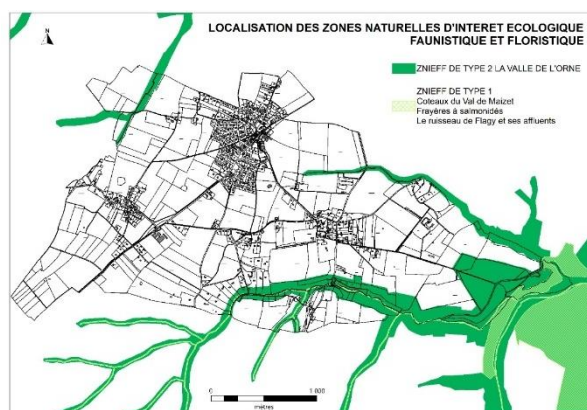 LOCALISATION DES ZONES NATURELLES D'INTERET ECOLOGIQUE
FAUNISTIQUE ET FLORISTIQUE
N
ZNIEFF DE TYPE 2 LA VALLE DE L'ORNE
ZNIEFF DE TYPE 1
Coteaux du Val de Maizet
Frayères à salmonidés
Le ruisseau de Flagy et ses affluents
0
1 000
mètres